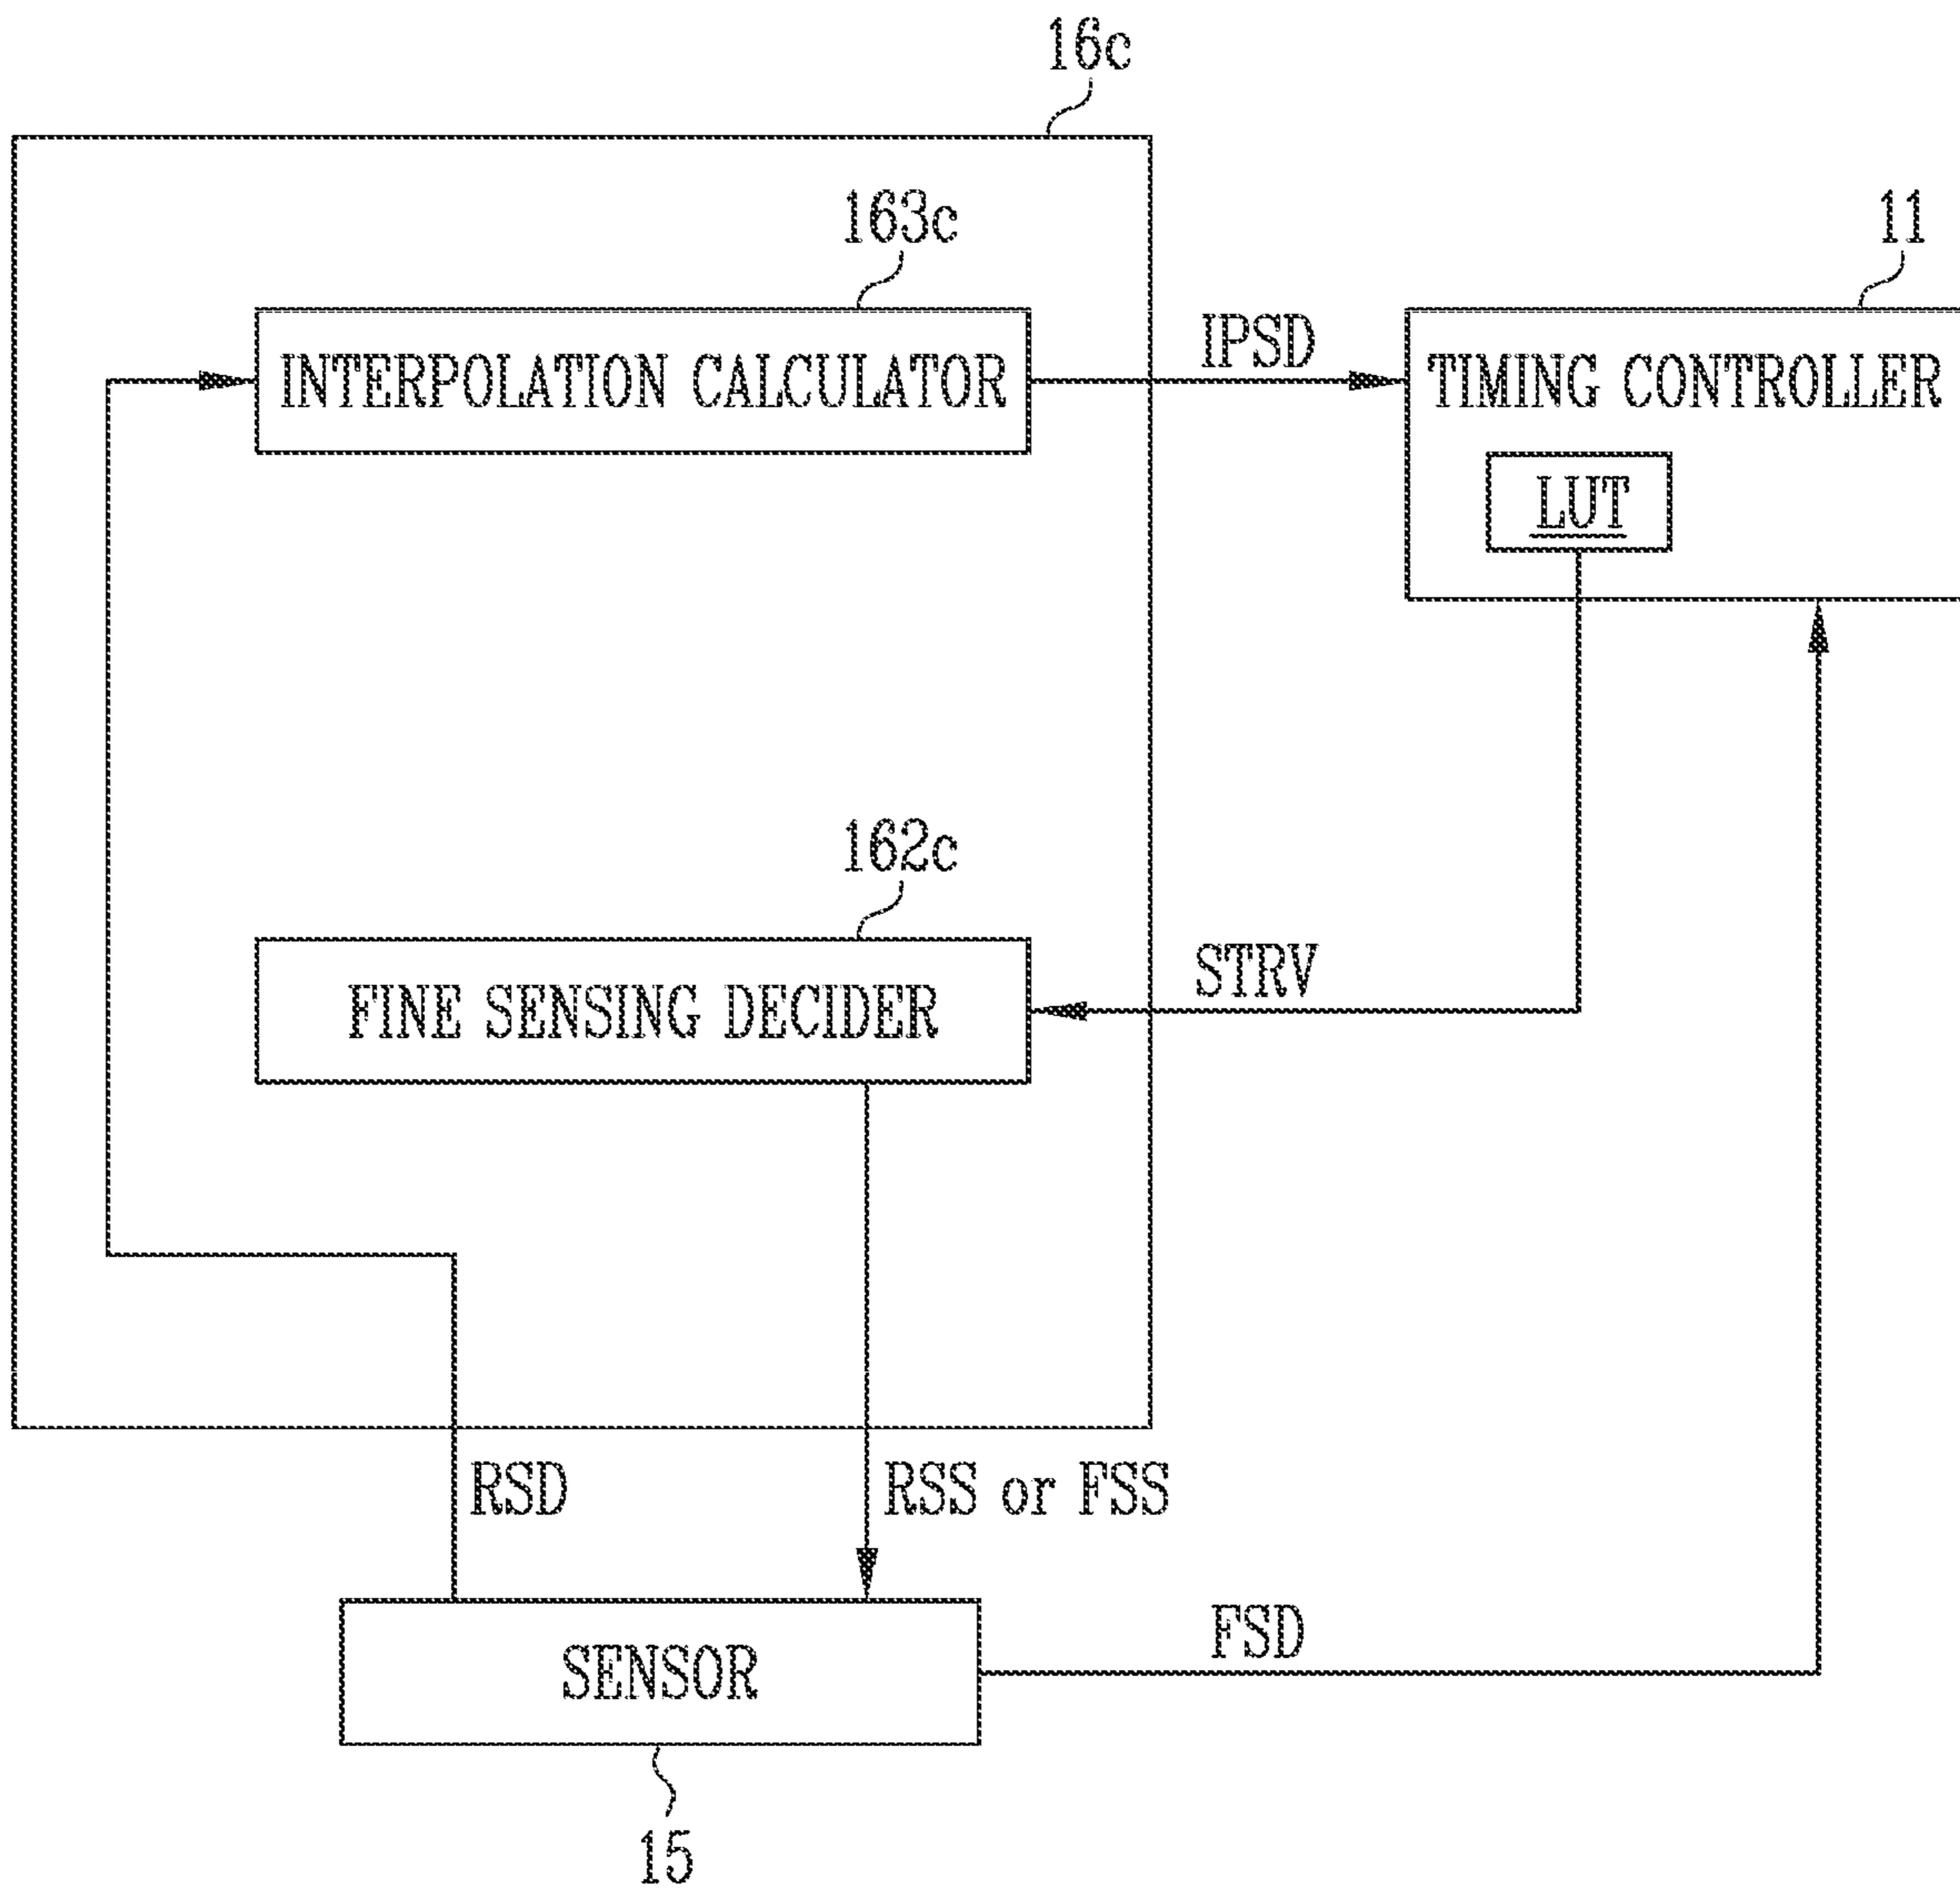 16c
163c
11
INTERPOLATION CALCULATOR
IPSD
TIMING CONTROLLER
LUT
162c
FINE SENSING DECIDER
STRV
RSD
RSS or FSS
SENSOR
FSD
15